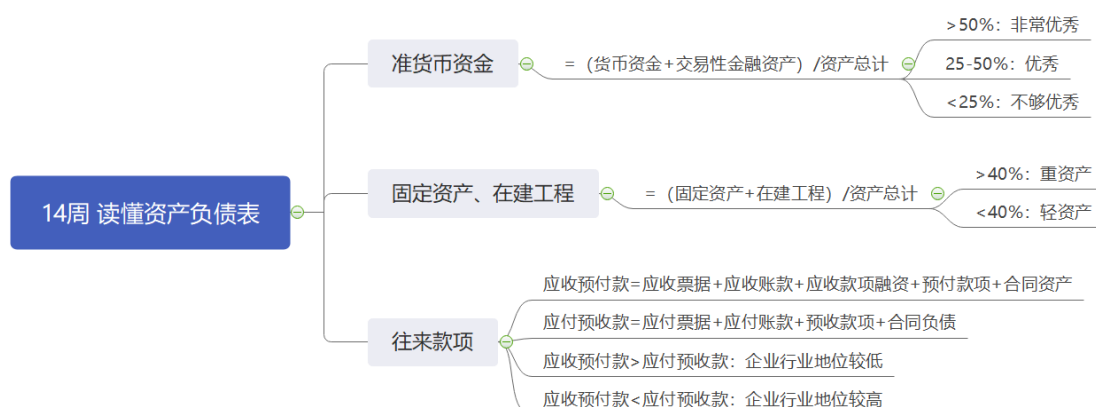 14周 读懂资产负债表
准货币资金
=（货币资金+交易性金融资产）/资产总计
>50%：非常优秀
25-50%：优秀
<25%：不够优秀
固定资产、在建工程
=（固定资产+在建工程）/资产总计
>40%：重资产
<40%：轻资产
往来款项
应收预付款=应收票据+应收账款+应收款项融资+预付款项+合同资产
应付预收款=应付票据+应付账款+预收款项+合同负债
应收预付款>应付预收款：企业行业地位较低
应收预付款<应付预收款：企业行业地位较高